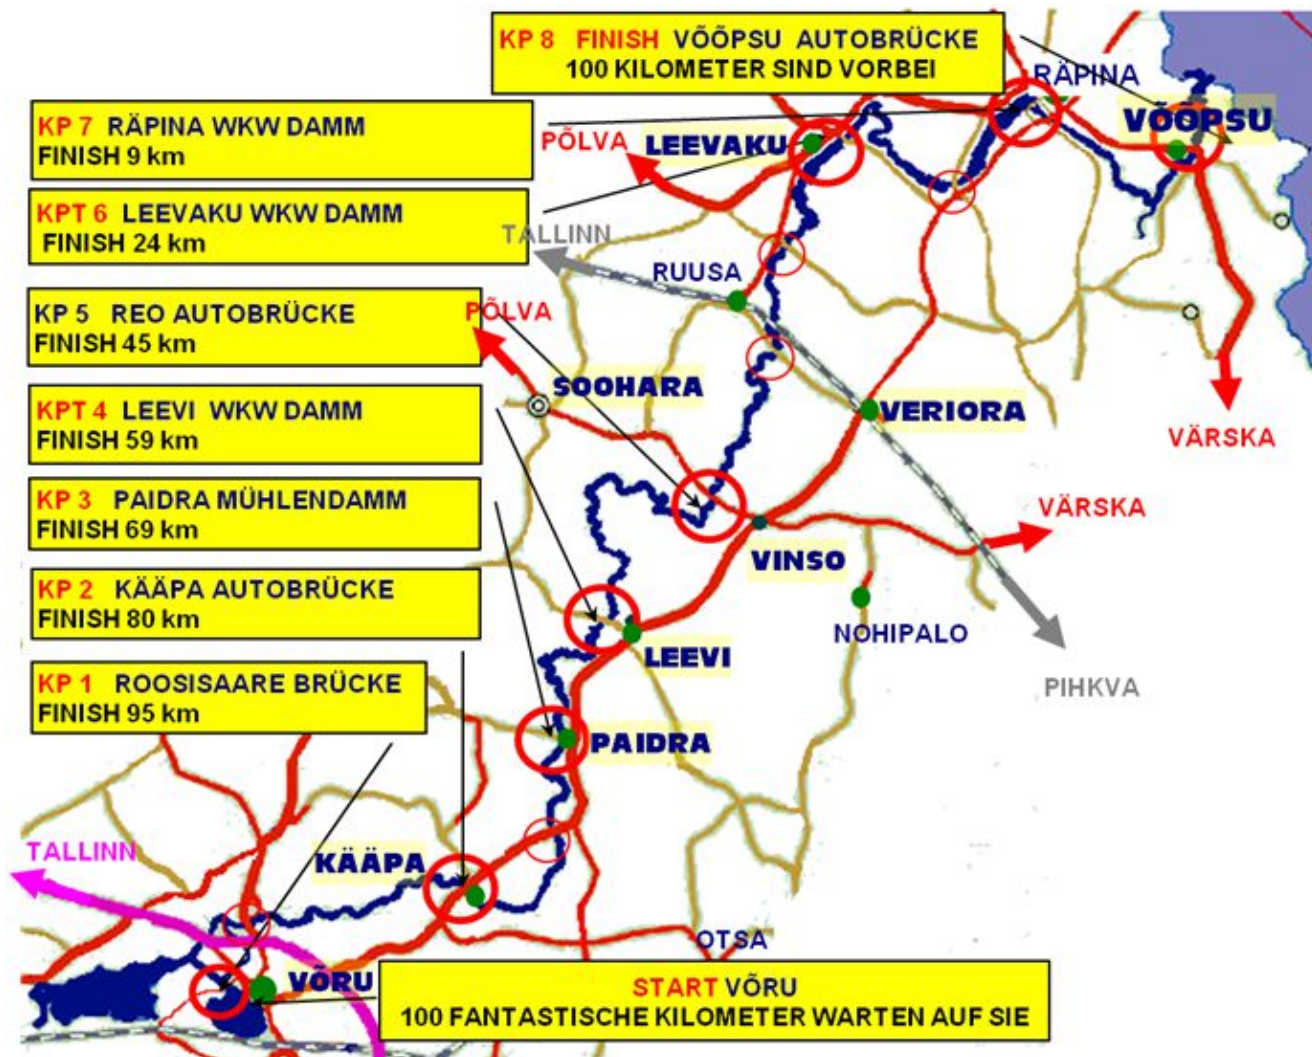 KP 8 FINISH VÕÕPSU AUTOBRÜCKE
100 KILOMETER SIND VORBEI
RÄPINA
KP 7 RÄPINA WKW DAMM
FINISH 9 km
PÕLVA
LEEVAKU
VÕÕPSU
KPT 6 LEEVAKU WKW DAMM
FINISH 24 km
TALLINN
RUUSA
KP 5 REO AUTOBRÜCKE
FINISH 45 km
PÕLVA
SOOHARA
VERIORA
VÄRSKA
KPT 4 LEEVI WKW DAMM
FINISH 59 km
KP 3 PAIDRA MÜHLENDAMM
FINISH 69 km
VÄRSKA
VINSO
KP 2 KÄÄPA AUTOBRÜCKE
FINISH 80 km
NOHIPALO
LEEVI
KP 1 ROOSISAARE BRÜCKE
FINISH 95 km
PIHKVA
PAIDRA
TALLINN
KÄÄPA
OTSA
VÕRU
START VÕRU
100 FANTASTISCHE KILOMETER WARTEN AUF SIE